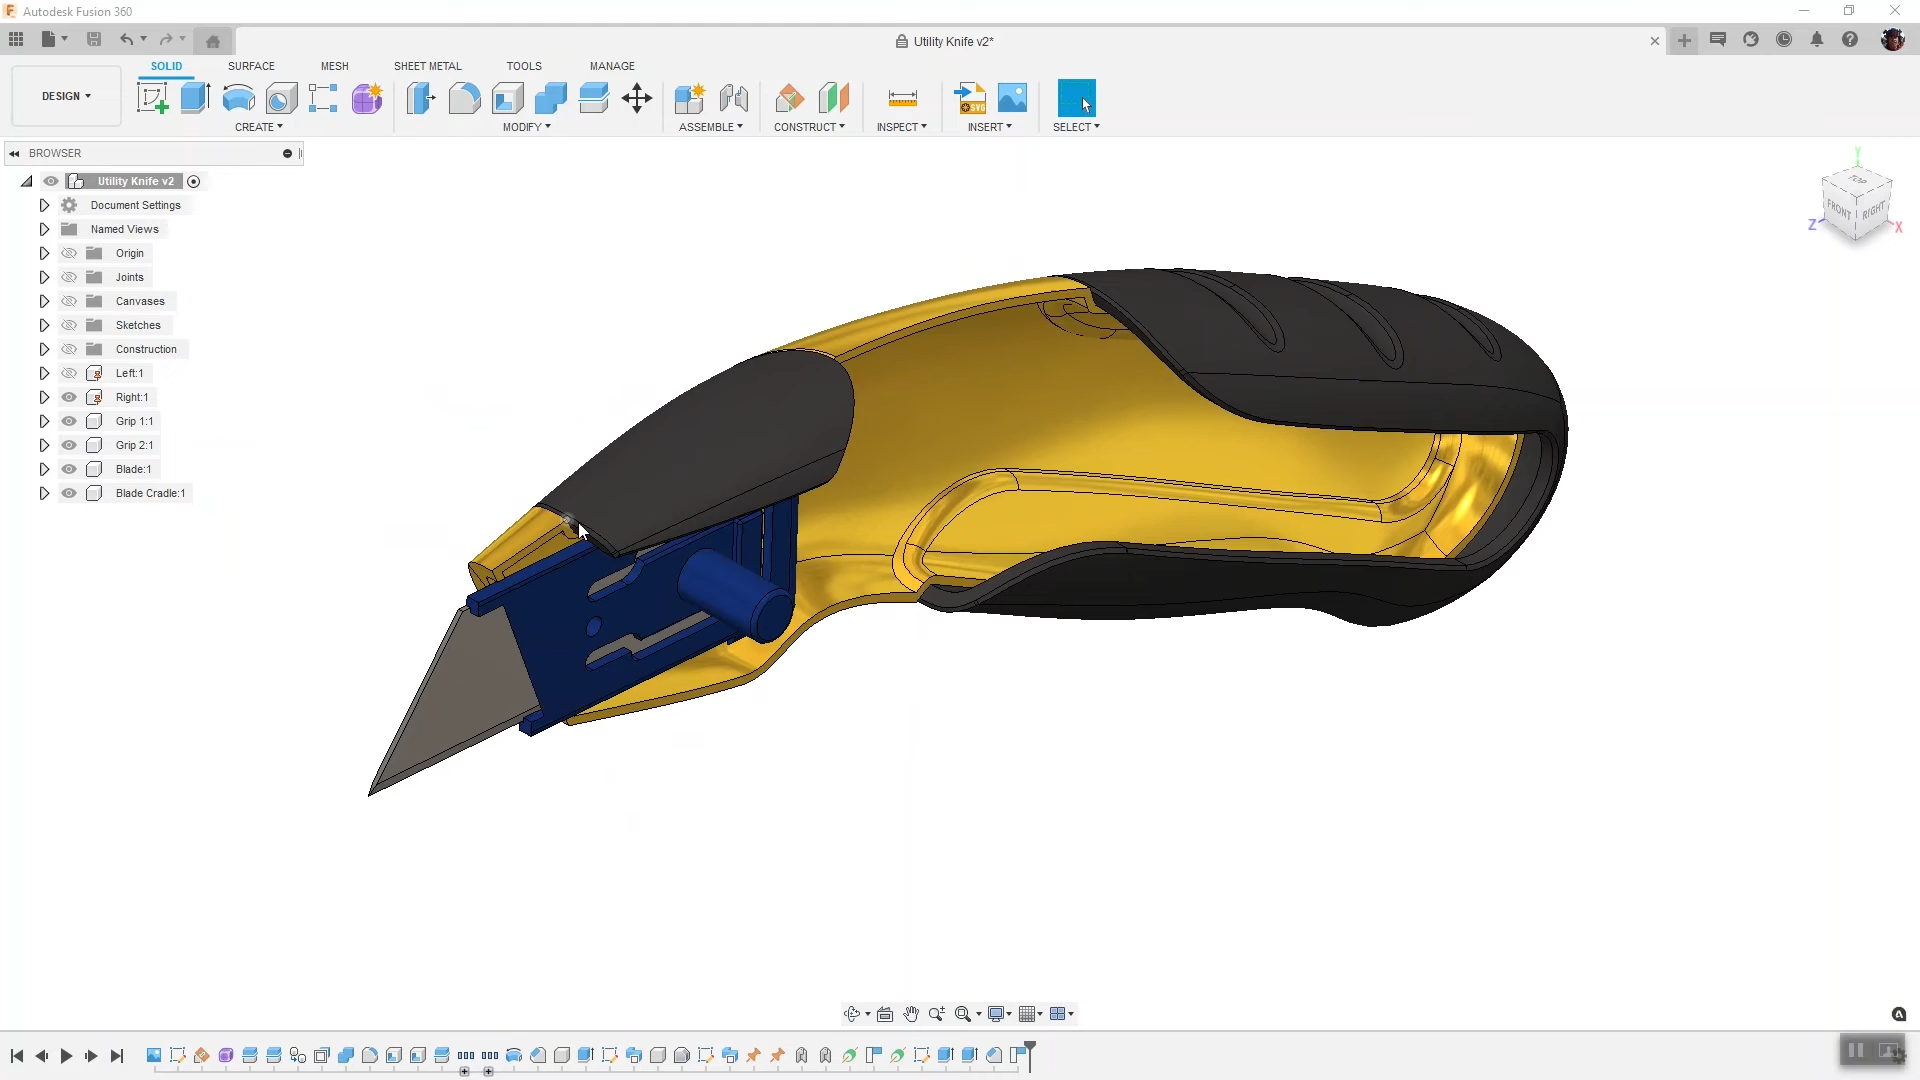 Autodesk Fusion 360
Utility Knife v2*
SOLID SURFACE MESH SHEET METAL TOOLS MANAGE
DESIGN
SVG
CREATE MODIFY ASSEMBLE CONSTRUCT INSPECT INSERT SELECT
BROWSER
Utility Knife v2
Document Settings
Named Views
Origin
Joints
Canvases
Sketches
Construction
Left:1
Right:1
Grip 1:1
Grip 2:1
Blade:1
Blade Cradle:1
Y
TOP
FRONT RIGHT
Z X